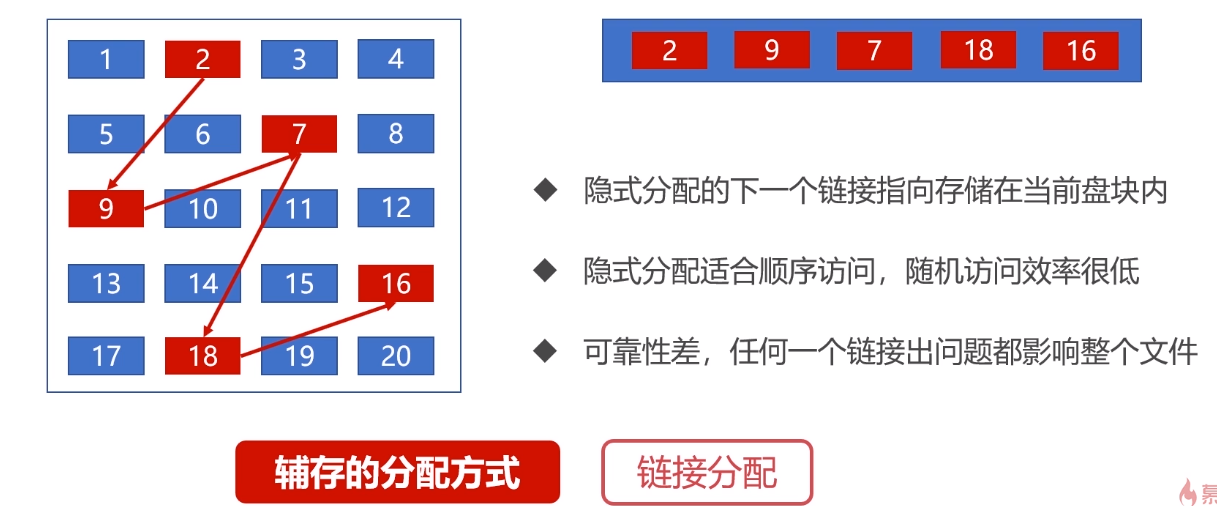 1 2 3 4
5 6 7 8
9 10 11 12
13 14 15 16
17 18 19 20
2 9 7 18 16
隐式分配的下一个链接指向存储在当前盘块内
隐式分配适合顺序访问，随机访问效率很低
可靠性差，任何一个链接出问题都影响整个文件
辅存的分配方式
链接分配